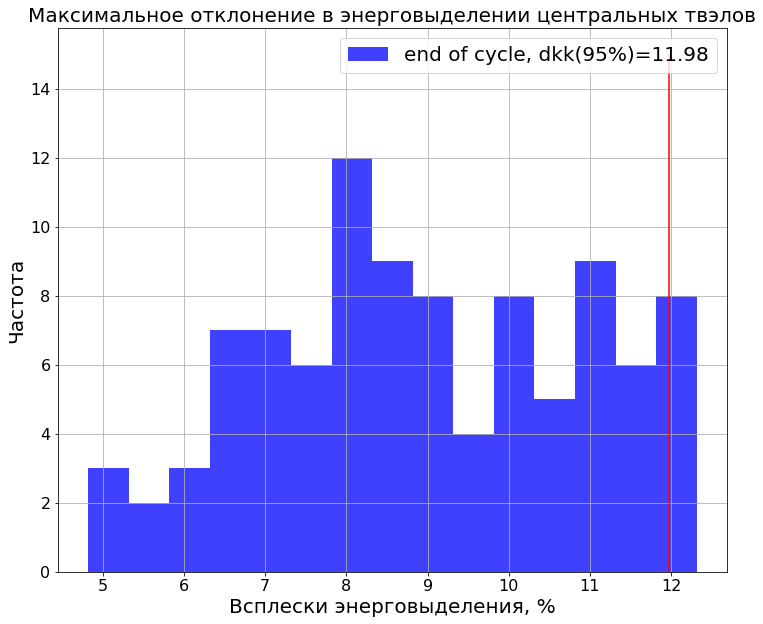 Максимальное отклонение в энерговыделении центральных твэлов
end of cycle, dkk(95%)=11.98
14
12
10
8
6
4
2
0
Частота
5 6 7 8 9 10 11 12
Всплески энерговыделения, %